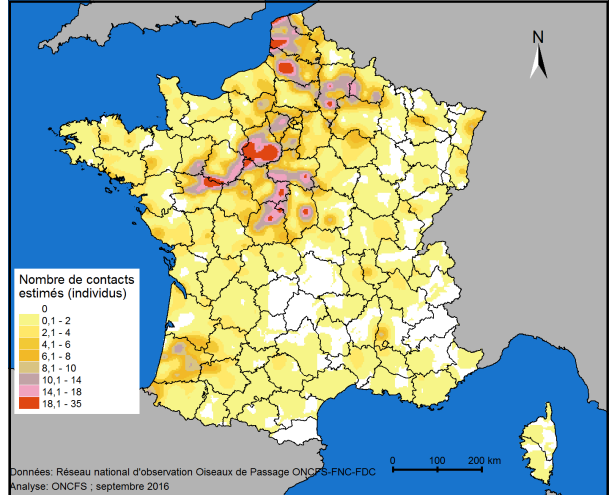 N
Nombre de contacts
estimés (individus)
0
0,1 - 2
2,1 - 4
4,1 - 6
6,1 - 8
8,1 - 10
10,1 - 14
14,1 - 18
18,1 - 35
Données: Réseau national d'observation Oiseaux de Passage ONCFS-FNC-FDC
Analyse: ONCFS ; septembre 2016
0 100 200 km